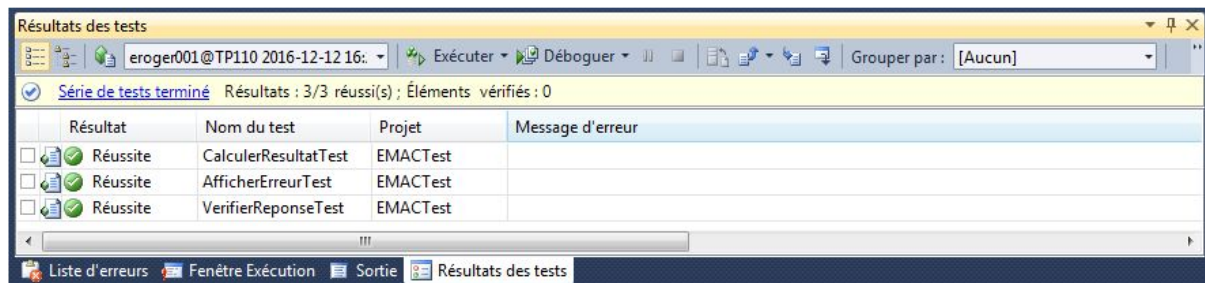 Résultats des tests
eroger001@TP110 2016-12-12 16: Exécuter Déboguer Grouper par : [Aucun]
Série de tests terminé Résultats : 3/3 réussi(s) ; Éléments vérifiés : 0
Résultat Nom du test Projet Message d'erreur
Réussite CalculerResultatTest EMACTest
Réussite AfficherErreurTest EMACTest
Réussite VerifierReponseTest EMACTest
Liste d'erreurs Fenêtre Exécution Sortie Résultats des tests